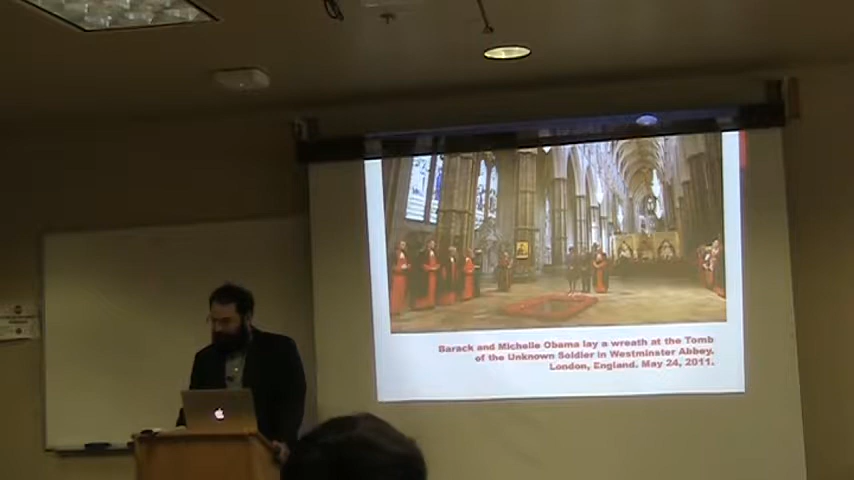 Barack and Michelle Obama lay a wreath at the Tomb
of the Unknown Soldier in Westminster Abbey.
London, England. May 24, 2011.